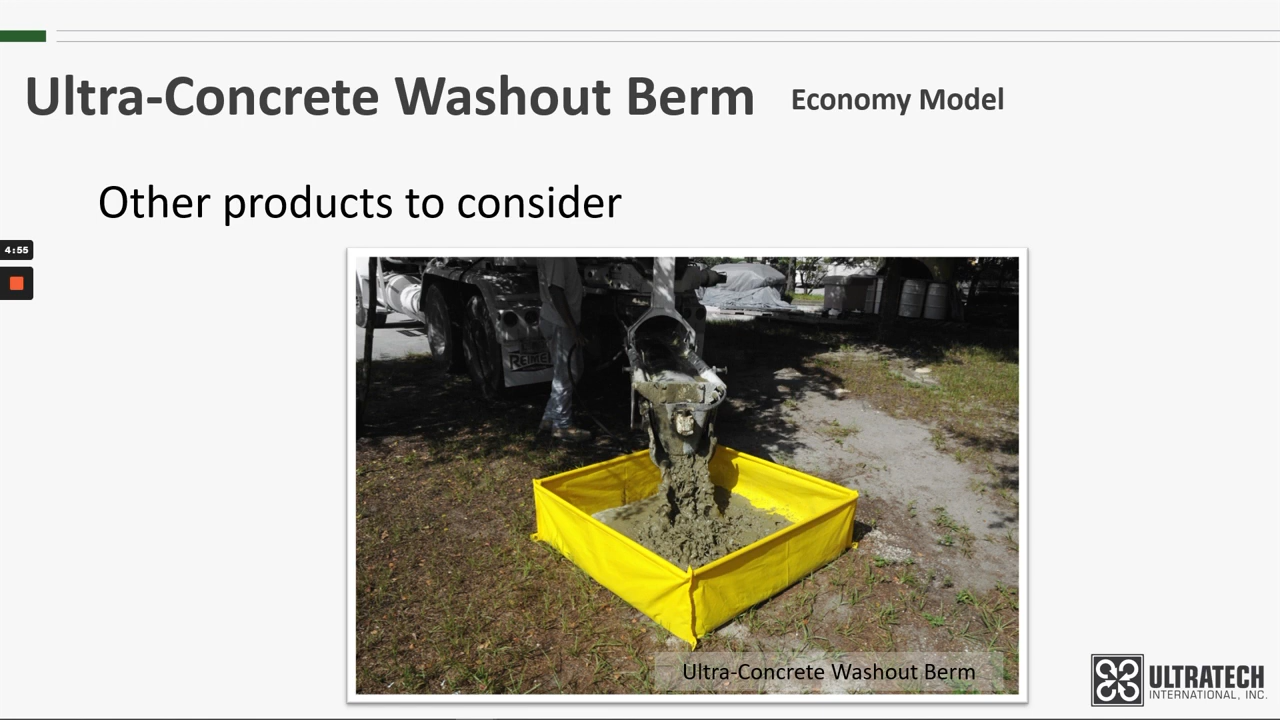 Ultra-Concrete Washout Berm Economy Model
Other products to consider
4:55
REIMER
Ultra-Concrete Washout Berm
ULTRATECH
INTERNATIONAL, INC.